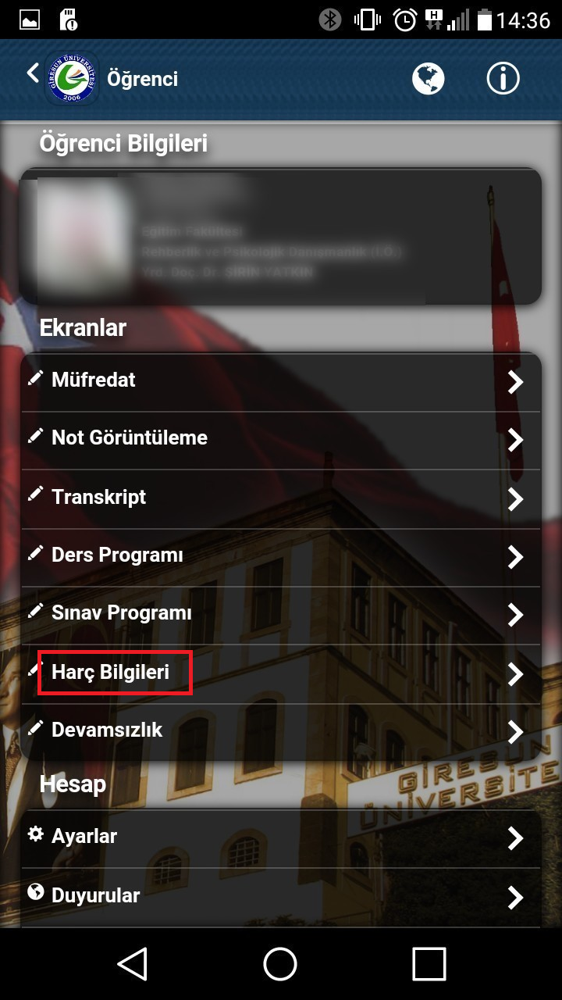 14:36
GİRESUN ÜNİVERSİTESİ
2006
Öğrenci
Öğrenci Bilgileri
Eğitim Fakültesi
Rehberlik ve Psikolojik Danışmanlık (İ.Ö.)
Yrd. Doç. Dr. ŞİRİN YATKIN
Ekranlar
Müfredat
Not Görüntüleme
Transkript
Ders Programı
Sınav Programı
Harç Bilgileri
Devamsızlık
GİRESUN
ÜNİVERSİTE
Hesap
Ayarlar
Duyurular